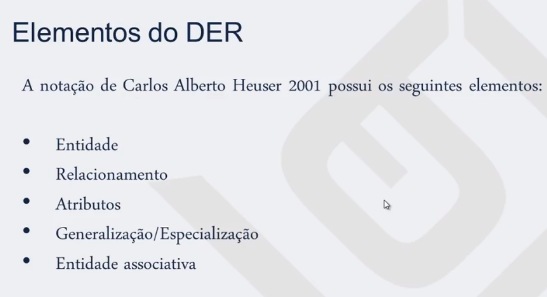 Elementos do DER
A notação de Carlos Alberto Heuser 2001 possui os seguintes elementos:
• Entidade
• Relacionamento
• Atributos
• Generalização/Especialização
• Entidade associativa